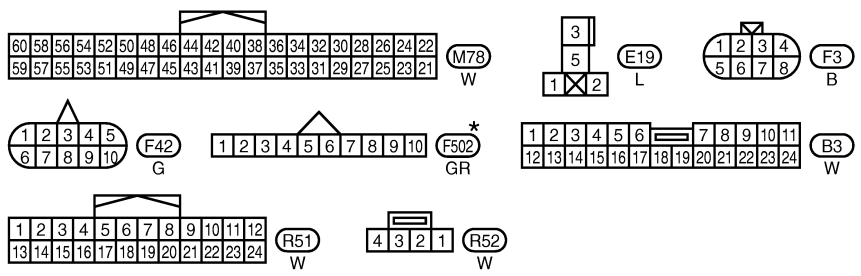 60 58 56 54 52 50 48 46 44 42 40 38 36 34 32 30 28 26 24 22
59 57 55 53 51 49 47 45 43 41 39 37 35 33 31 29 27 25 23 21
M78
W
3
5
1 2
E19
L
1 2 3 4
5 6 7 8
F3
B
1 2 3 4 5
6 7 8 9 10
F42
G
1 2 3 4 5 6 7 8 9 10
*
F502
GR
1 2 3 4 5 6 7 8 9 10 11
12 13 14 15 16 17 18 19 20 21 22 23 24
B3
W
1 2 3 4 5 6 7 8 9 10 11 12
13 14 15 16 17 18 19 20 21 22 23 24
R51
W
4 3 2 1
R52
W